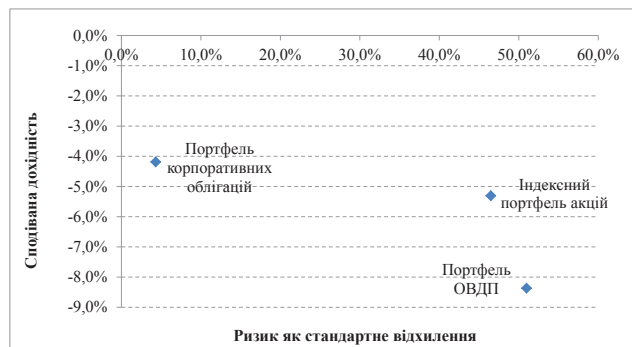 0,0%
0,0% 10,0% 20,0% 30,0% 40,0% 50,0% 60,0%
-1,0%
-2,0%
-3,0%
-4,0%
-5,0%
-6,0%
-7,0%
-8,0%
-9,0%
Сподівана дохідність
Портфель
корпоративних
облігацій
Індексний
портфель акцій
Портфель
ОВДП
Ризик як стандартне відхилення